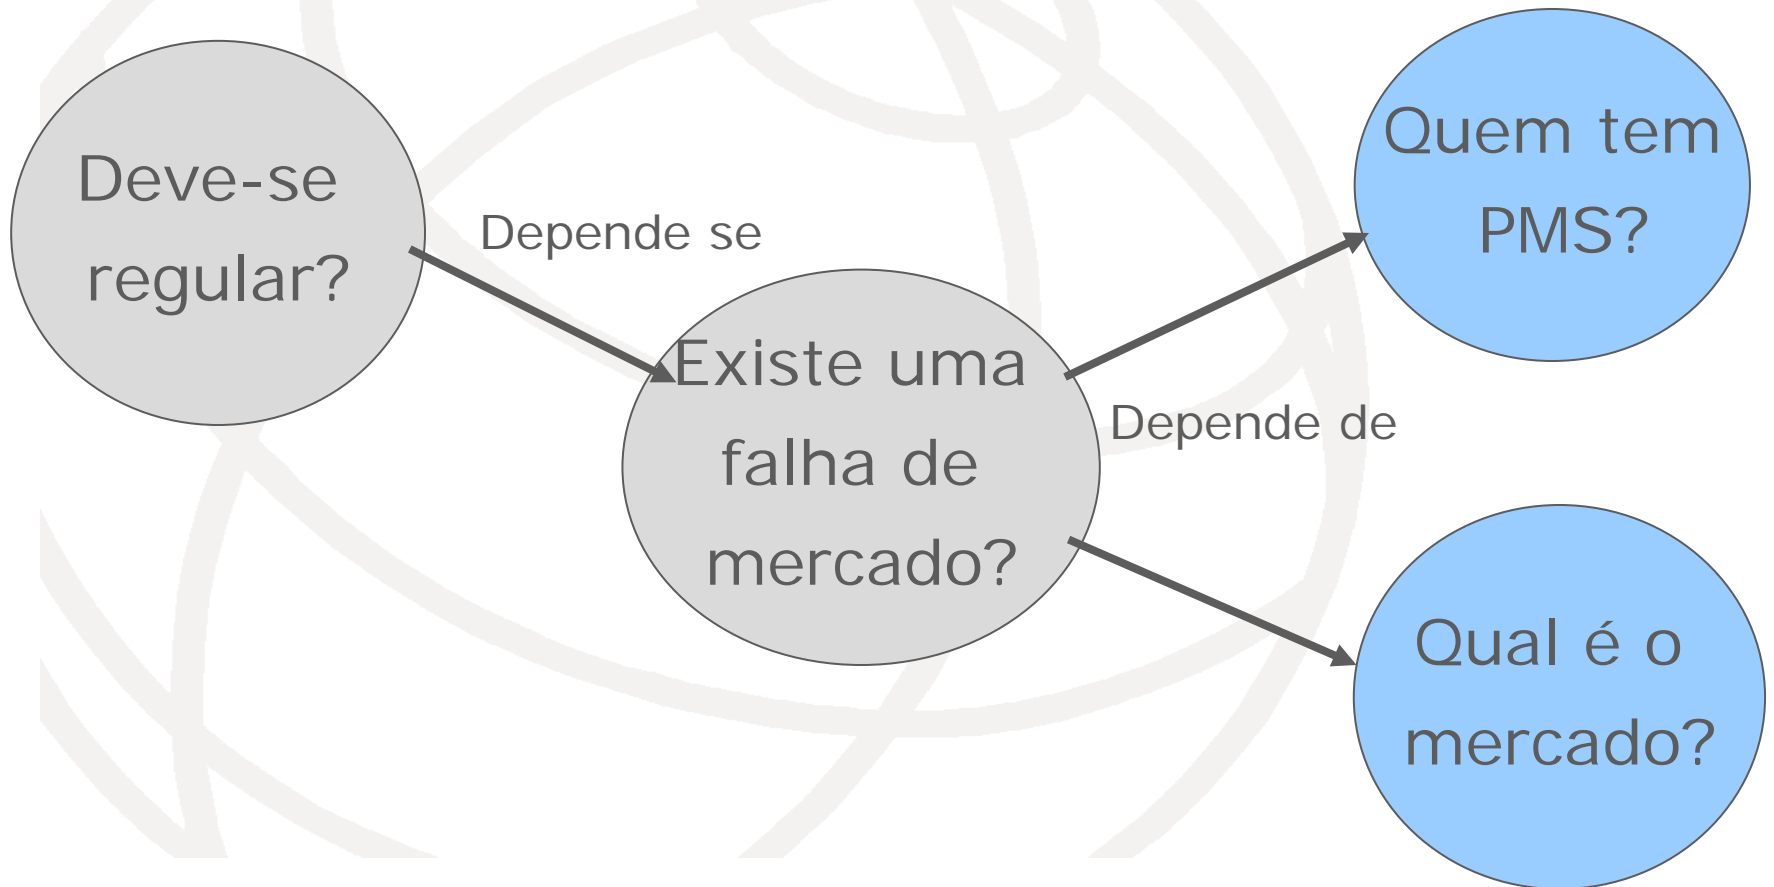 Deve-se
regular?
Depende se
Existe uma
falha de
mercado?
Depende de
Quem tem
PMS?
Qual é o
mercado?